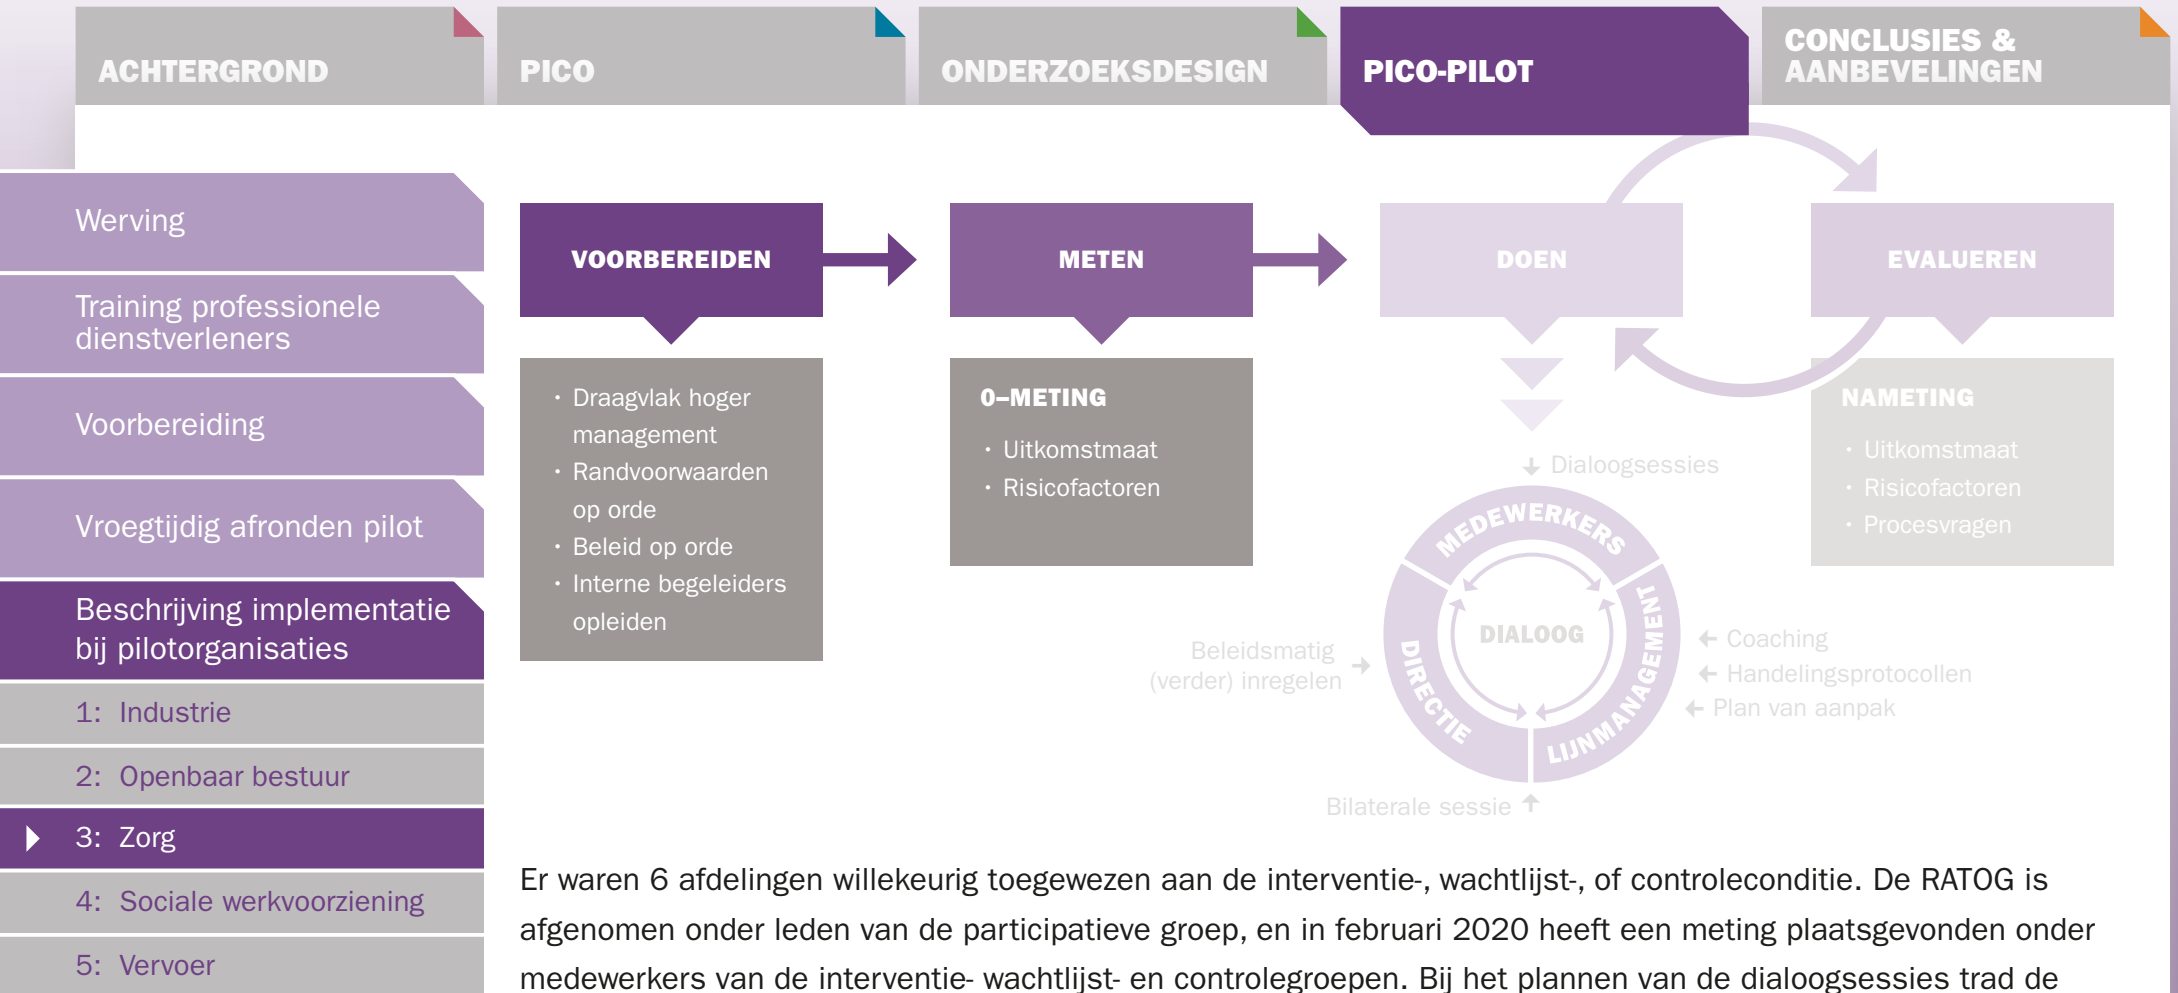 ACHTERGROND
PICO
ONDERZOEKSDESIGN
PICO-PILOT
CONCLUSIES &
AANBEVELINGEN
Werving
Training professionele
dienstverleners
Voorbereiding
Vroegtijdig afronden pilot
Beschrijving implementatie
bij pilotorganisaties
1: Industrie
2: Openbaar bestuur
3: Zorg
4: Sociale werkvoorziening
5: Vervoer
VOORBEREIDEN
METEN
DOEN
EVALUEREN
· Draagvlak hoger
management
· Randvoorwaarden
op orde
· Beleid op orde
· Interne begeleiders
opleiden
0–METING
· Uitkomstmaat
· Risicofactoren
NAMETING
· Uitkomstmaat
· Risicofactoren
· Procesvragen
Dialoogsessies
MEDEWERKERS
DIALOOG
DIRECTIE
LIJNMANAGEMENT
Beleidsmatig
(verder) inregelen
Coaching
Handelingsprotocollen
Plan van aanpak
Bilaterale sessie
Er waren 6 afdelingen willekeurig toegewezen aan de interventie-, wachtlijst-, of controleconditie. De RATOG is
afgenomen onder leden van de participatieve groep, en in februari 2020 heeft een meting plaatsgevonden onder
medewerkers van de interventie- wachtlijst- en controlegroepen. Bij het plannen van de dialoogsessies trad de